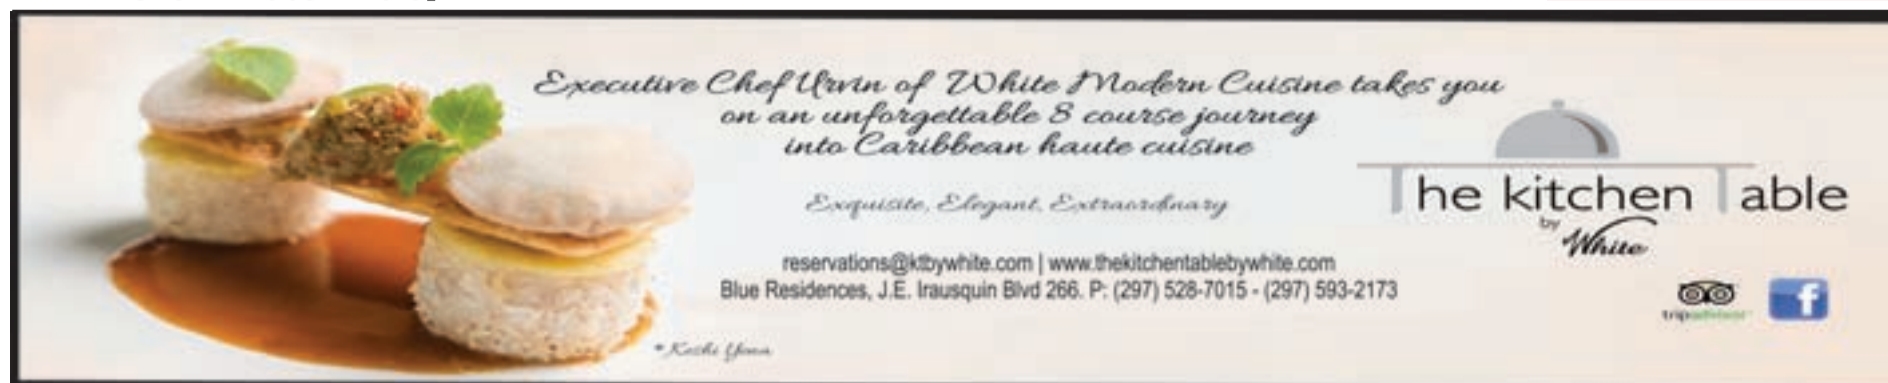 Executive Chef Urvin of White Modern Cuisine takes you
on an unforgettable 8 course journey
into Caribbean haute cuisine
Exquisite, Elegant, Extraordinary
reservations@ktbywhite.com | www.thekitchentablebywhite.com
Blue Residences, J.E. Irausquin Blvd 266. P: (297) 528-7015 - (297) 593-2173
* Keshi Yena
The kitchen Table
by
White
tripadvisor
f